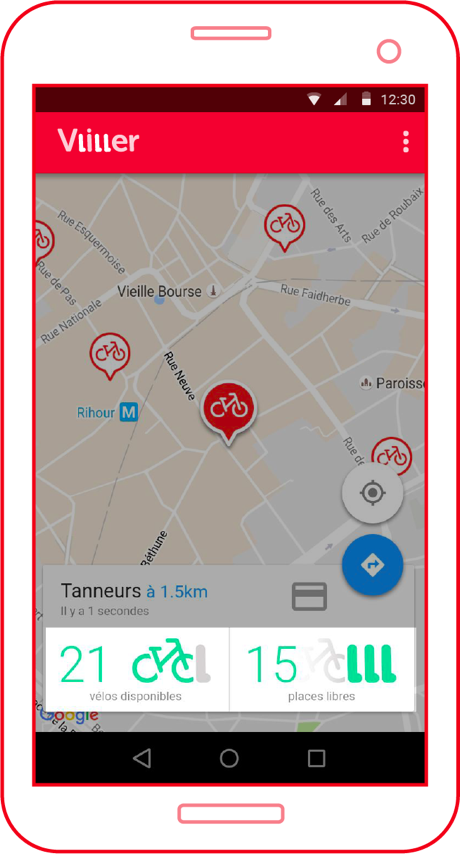 12:30
Vliller
Rue des Arts
Rue de Roubaix
Rue Esquermoise
Rue de Pas
Vieille Bourse
Rue Faidherbe
Rue Nationale
Rue Neuve
Paroiss
Rihour M
Rue de
Béthune
Tanneurs à 1.5km
Il y a 1 secondes
21
15
vélos disponibles
places libres
Google